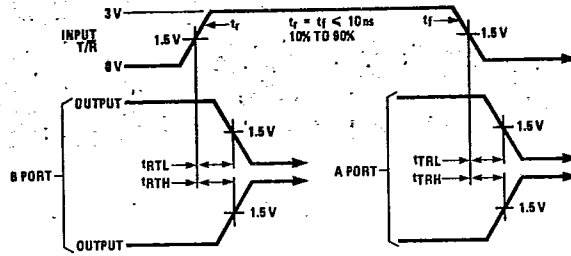 3V
tr
tr = tf < 10ns
10% TO 90%
tf
INPUT
T/R̅
1.5V
1.5V
0V
OUTPUT
1.5V
1.5V
B PORT
tRTL
tRTH
A PORT
tTRL
tTRH
1.5V
1.5V
OUTPUT